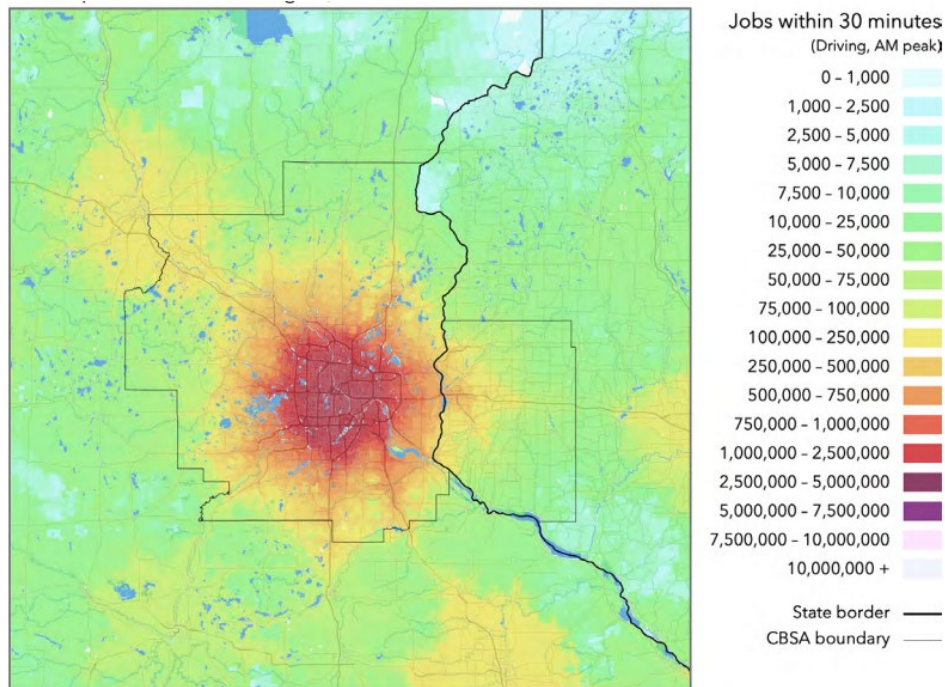 Jobs within 30 minutes
(Driving, AM peak)
0 – 1,000
1,000 – 2,500
2,500 – 5,000
5,000 – 7,500
7,500 – 10,000
10,000 – 25,000
25,000 – 50,000
50,000 – 75,000
75,000 – 100,000
100,000 – 250,000
250,000 – 500,000
500,000 – 750,000
750,000 – 1,000,000
1,000,000 – 2,500,000
2,500,000 – 5,000,000
5,000,000 – 7,500,000
7,500,000 – 10,000,000
10,000,000 +
State border
CBSA boundary